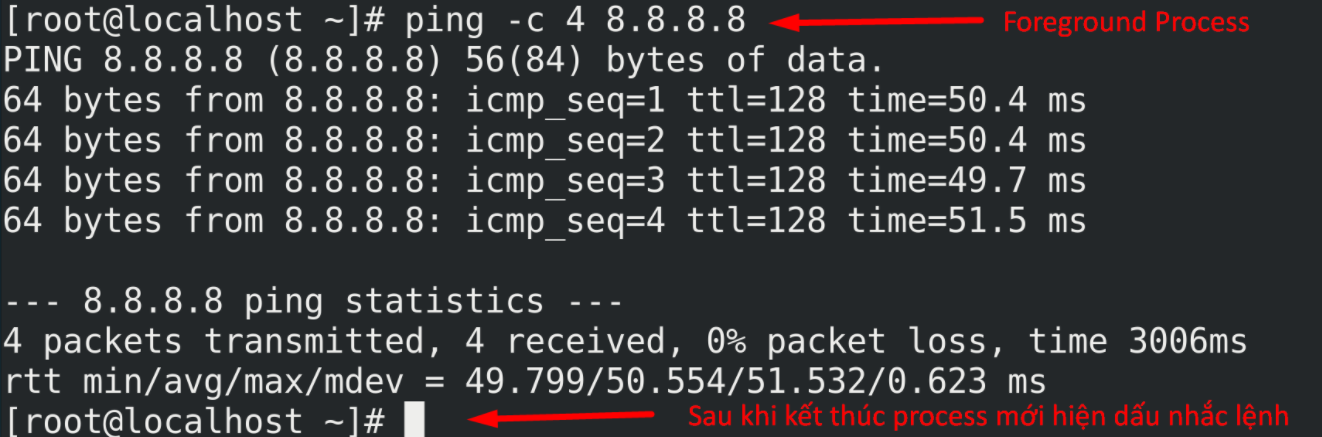 [root@localhost ~]# ping -c 4 8.8.8.8 Foreground Process
PING 8.8.8.8 (8.8.8.8) 56(84) bytes of data.
64 bytes from 8.8.8.8: icmp_seq=1 ttl=128 time=50.4 ms
64 bytes from 8.8.8.8: icmp_seq=2 ttl=128 time=50.4 ms
64 bytes from 8.8.8.8: icmp_seq=3 ttl=128 time=49.7 ms
64 bytes from 8.8.8.8: icmp_seq=4 ttl=128 time=51.5 ms
--- 8.8.8.8 ping statistics ---
4 packets transmitted, 4 received, 0% packet loss, time 3006ms
rtt min/avg/max/mdev = 49.799/50.554/51.532/0.623 ms
[root@localhost ~]# Sau khi kết thúc process mới hiện dấu nhắc lệnh